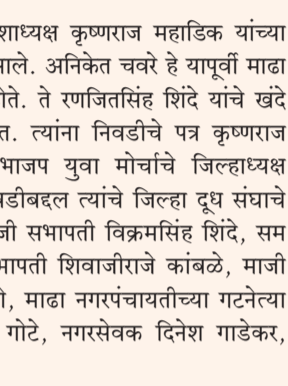 शाध्यक्ष कृष्णराज महाडिक यांच्या
ाले. अनिकेत चवरे हे यापूर्वी माढा
ोते. ते रणजितसिंह शिंदे यांचे खंदे
त. त्यांना निवडीचे पत्र कृष्णराज
भाजप युवा मोर्चाचे जिल्हाध्यक्ष
डीबद्दल त्यांचे जिल्हा दूध संघाचे
जी सभापती विक्रमसिंह शिंदे, सम
भापती शिवाजीराजे कांबळे, माजी
माढा नगरपंचायतीच्या गटनेत्या
गोटे, नगरसेवक दिनेश गाडेकर,